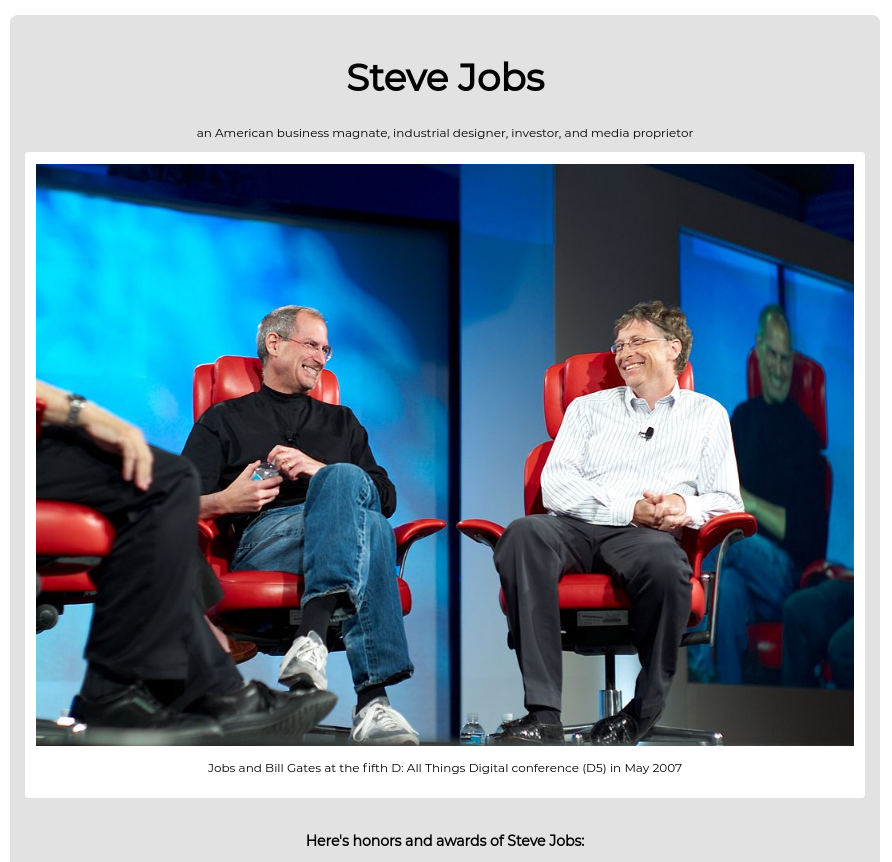 Steve Jobs
an American business magnate, industrial designer, investor, and media proprietor
Jobs and Bill Gates at the fifth D: All Things Digital conference (D5) in May 2007
Here's honors and awards of Steve Jobs: